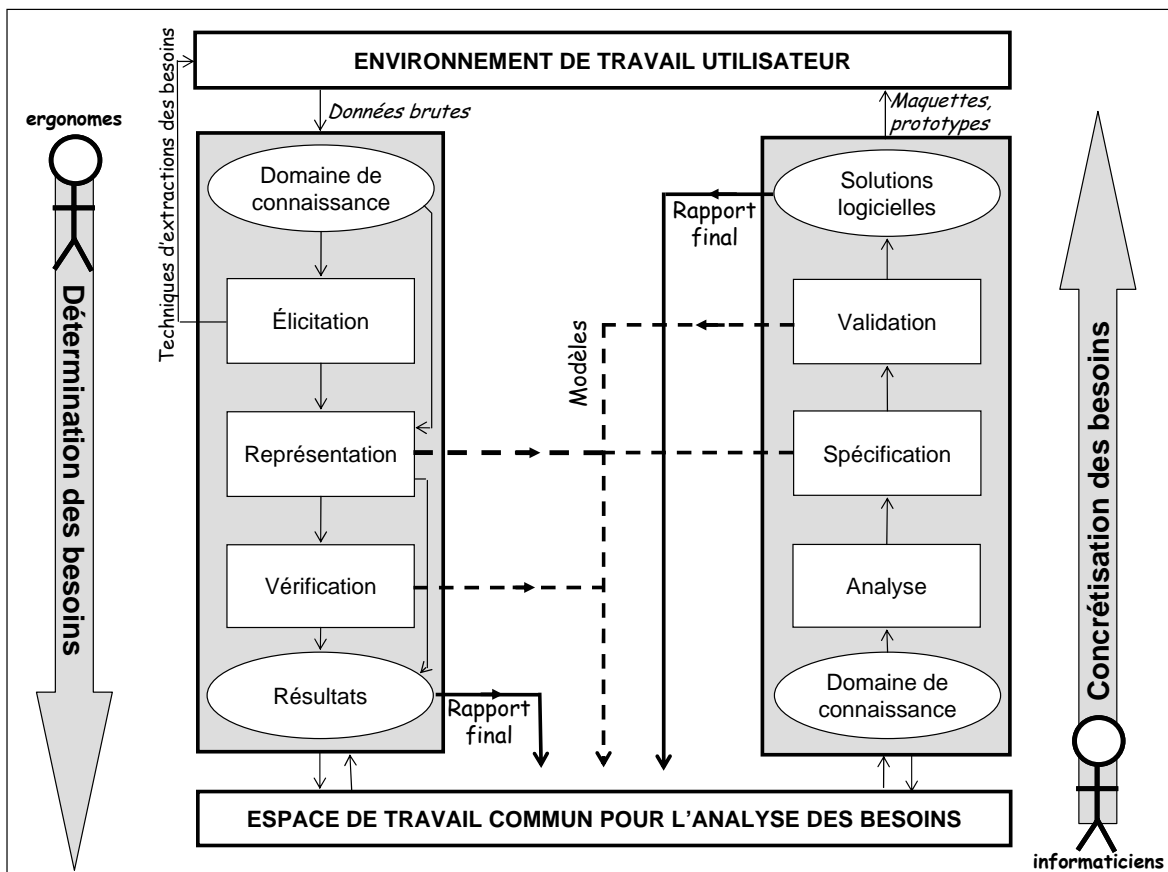 ENVIRONNEMENT DE TRAVAIL UTILISATEUR
Techniques d'extractions des besoins
Données brutes
Maquettes,
prototypes
ergonomes
Détermination des besoins
Domaine de
connaissance
Élicitation
Représentation
Vérification
Résultats
Rapport
final
Modèles
Rapport
final
Solutions
logicielles
Validation
Spécification
Analyse
Domaine de
connaissance
Concrétisation des besoins
informaticiens
ESPACE DE TRAVAIL COMMUN POUR L'ANALYSE DES BESOINS